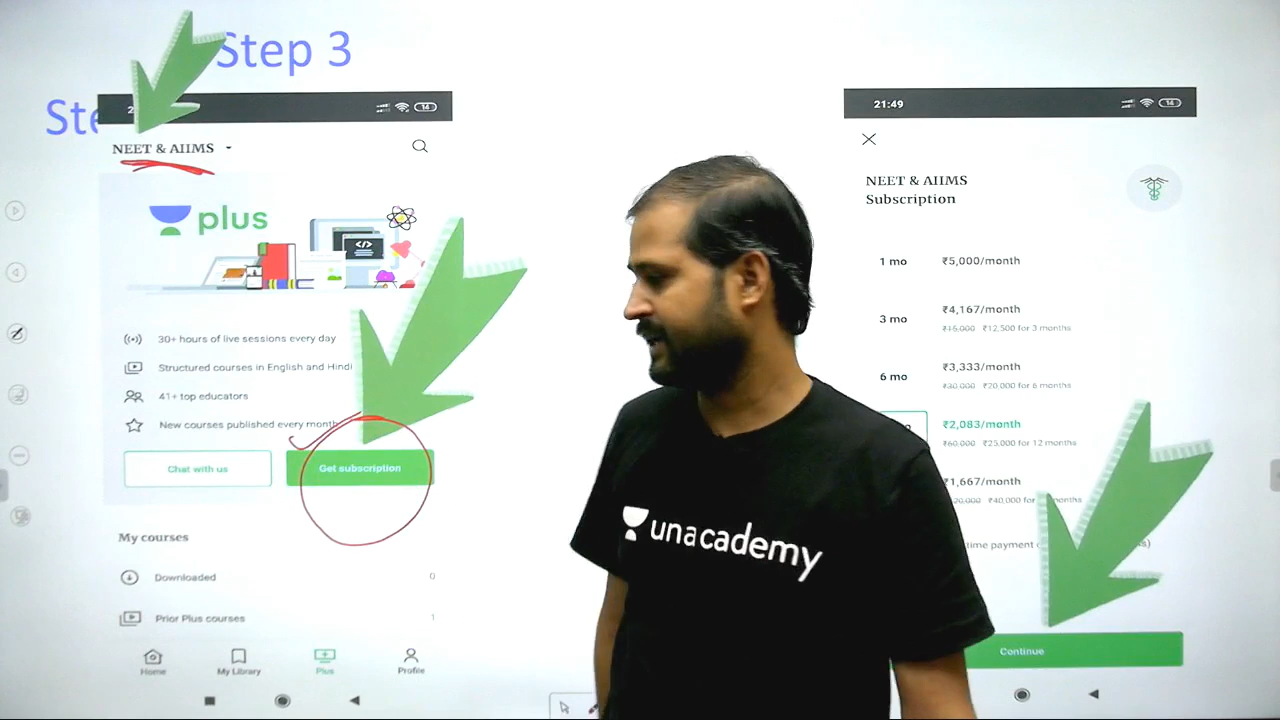 Step 3
NEET & AIIMS
plus
30+ hours of live sessions every day
Structured courses in English and Hindi
41+ top educators
New courses published every month
Chat with us
Get subscription
My courses
Downloaded 0
Prior Plus courses 1
Home My Library Plus Profile
unacademy
21:49 14
NEET & AIIMS
Subscription
1 mo ₹5,000/month
3 mo ₹4,167/month
₹15,000 ₹12,500 for 3 months
6 mo ₹3,333/month
₹30,000 ₹20,000 for 6 months
₹2,083/month
₹60,000 ₹25,000 for 12 months
₹1,667/month
₹40,000 for
time payment
Continue